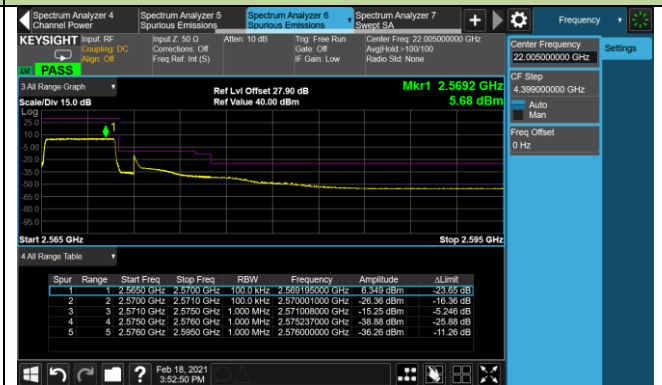 Spectrum Analyzer 4
Channel Power
Spectrum Analyzer 5
Spurious Emissions
Spectrum Analyzer 6
Spurious Emissions
Spectrum Analyzer 7
Swept SA
Frequency
KEYSIGHT
Input: RF
Coupling: DC
Align: Off
Input Z: 50 Ω
Corrections: Off
Freq Ref: Int (S)
Atten: 10 dB
Trig: Free Run
Gate: Off
IF Gain: Low
Center Freq: 22.005000000 GHz
Avg|Hold:>100/100
Radio Std: None
PASS
Center Frequency
22.005000000 GHz
Settings
CF Step
4.399000000 GHz
Auto
Man
Freq Offset
0 Hz
3 All Range Graph
Scale/Div 15.0 dB
Ref Lvl Offset 27.90 dB
Ref Value 40.00 dBm
Mkr1 2.5692 GHz
5.68 dBm
Log
25.0
10.0
-5.00
-20.0
-35.0
-50.0
-65.0
-80.0
-95.0
1
Start 2.565 GHz
Stop 2.595 GHz
4 All Range Table
Spur Range Start Freq Stop Freq RBW Frequency Amplitude ΔLimit
1 1 2.5650 GHz 2.5700 GHz 100.0 kHz 2.569195000 GHz 6.349 dBm -23.65 dB
2 2 2.5700 GHz 2.5710 GHz 100.0 kHz 2.570001000 GHz -26.36 dBm -16.36 dB
3 3 2.5710 GHz 2.5750 GHz 1.000 MHz 2.571008000 GHz -15.25 dBm -5.246 dB
4 4 2.5750 GHz 2.5760 GHz 1.000 MHz 2.575237000 GHz -38.88 dBm -25.88 dB
5 5 2.5760 GHz 2.5950 GHz 1.000 MHz 2.576000000 GHz -36.26 dBm -11.26 dB
Feb 18, 2021
3:52:50 PM